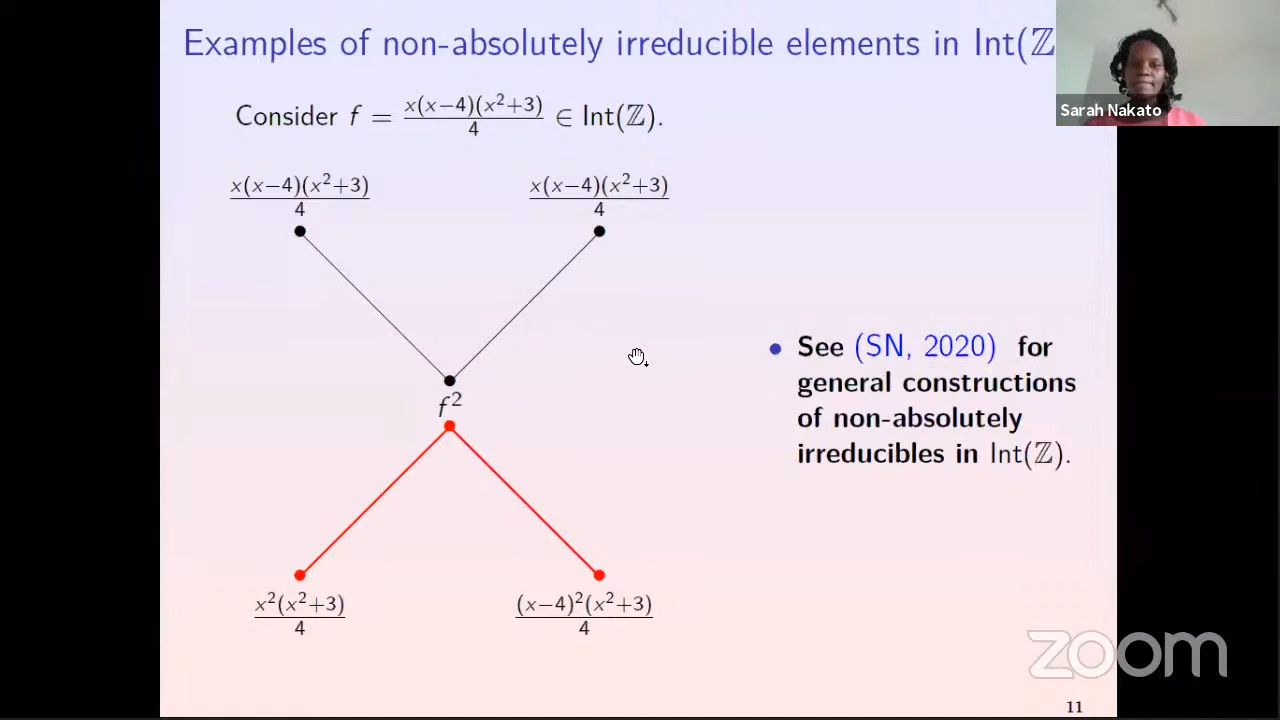 Examples of non-absolutely irreducible elements in Int(ℤ
Sarah Nakato
Consider f = x(x−4)(x²+3)/4 ∈ Int(ℤ).
x(x−4)(x²+3)/4 x(x−4)(x²+3)/4
f²
• See (SN, 2020) for
general constructions
of non-absolutely
irreducibles in Int(ℤ).
x²(x²+3)/4 (x−4)²(x²+3)/4
zoom
11